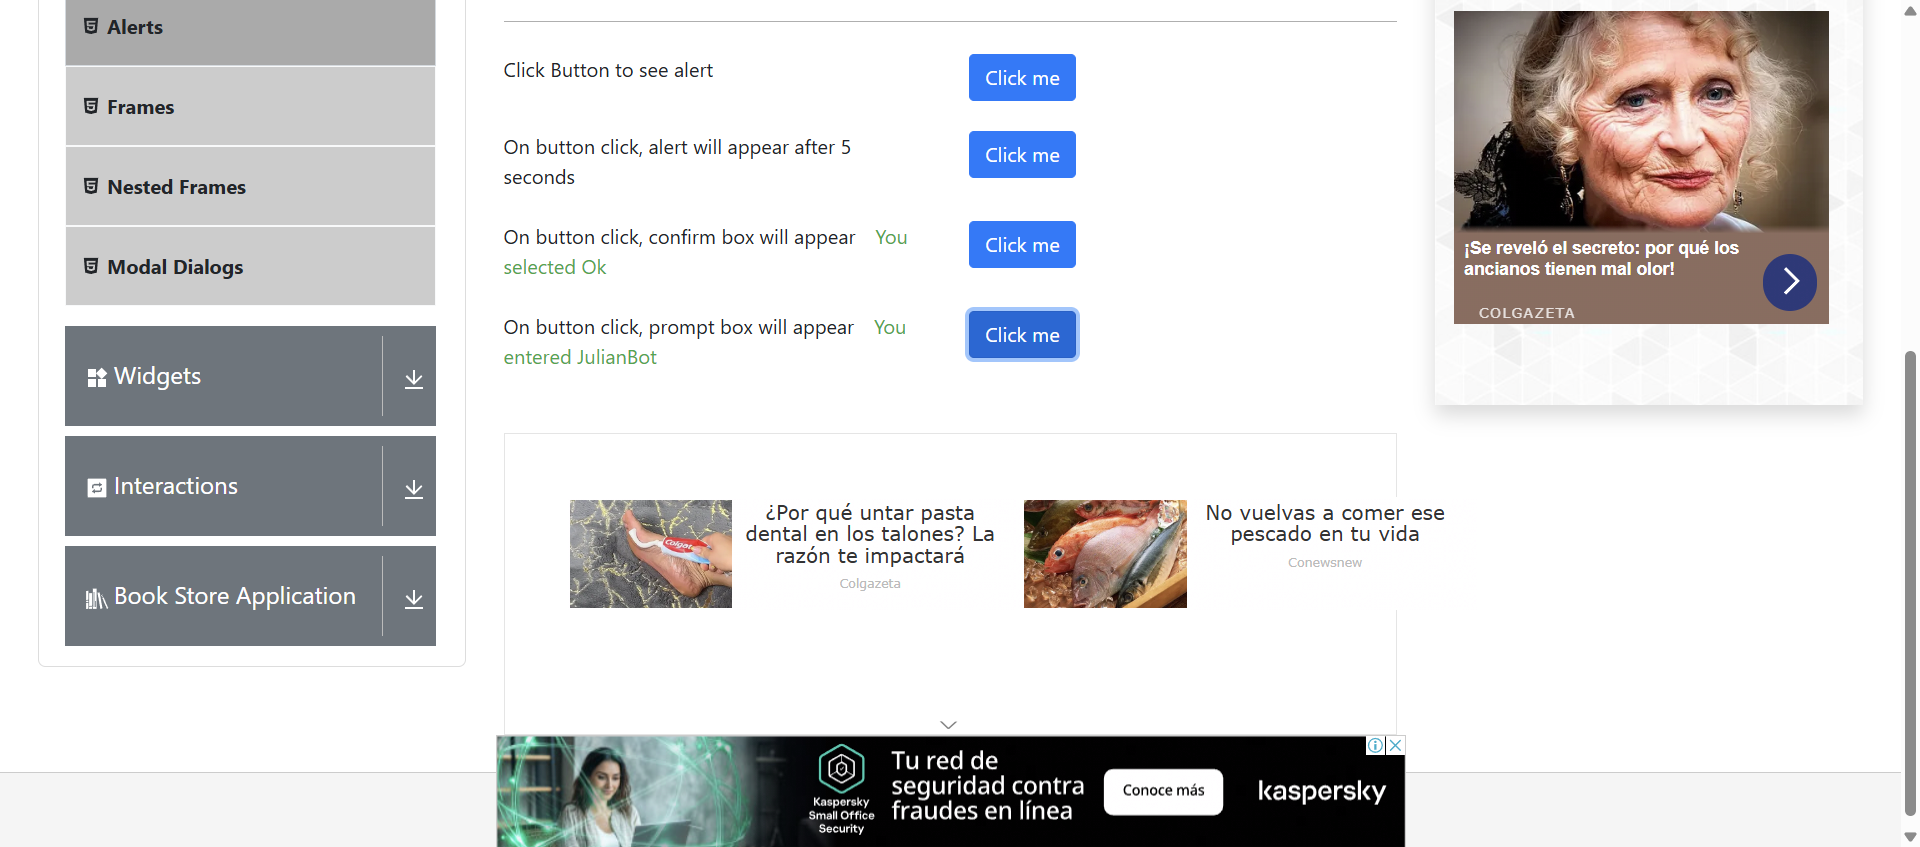 Alerts
Frames
Nested Frames
Modal Dialogs
Widgets
Interactions
Book Store Application
Click Button to see alert
Click me
On button click, alert will appear after 5
seconds
Click me
On button click, confirm box will appear You
selected Ok
Click me
On button click, prompt box will appear You
entered JulianBot
Click me
¡Se reveló el secreto: por qué los
ancianos tienen mal olor!
COLGAZETA
¿Por qué untar pasta
dental en los talones? La
razón te impactará
Colgazeta
Colgate
No vuelvas a comer ese
pescado en tu vida
Conewsnew
Kaspersky
Small Office
Security
Tu red de
seguridad contra
fraudes en línea
Conoce más
kaspersky